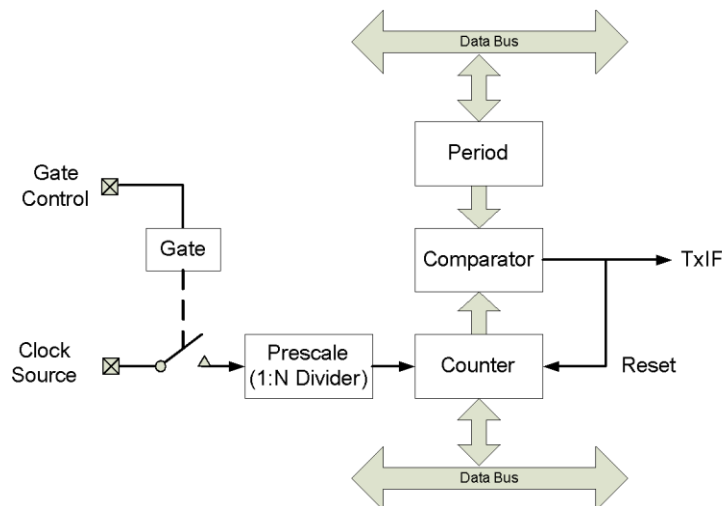 Data Bus
Period
Gate
Control
Gate
Comparator
TxIF
Clock
Source
Prescale
(1:N Divider)
Counter
Reset
Data Bus